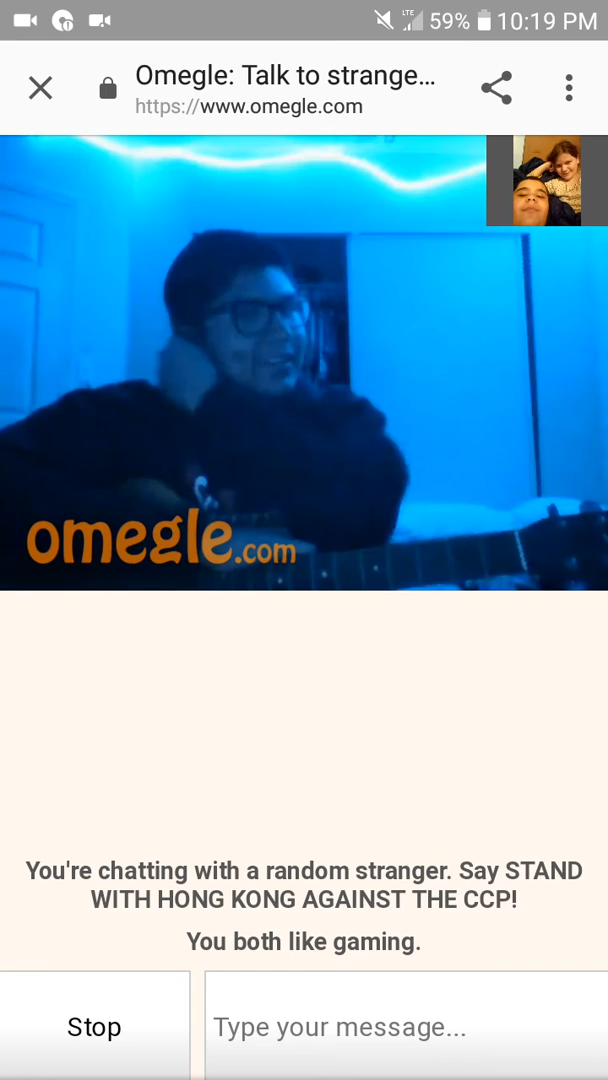 59% 10:19 PM
LTE
Omegle: Talk to strange...
https://www.omegle.com
omegle.com
You're chatting with a random stranger. Say STAND
WITH HONG KONG AGAINST THE CCP!
You both like gaming.
Stop
Type your message...